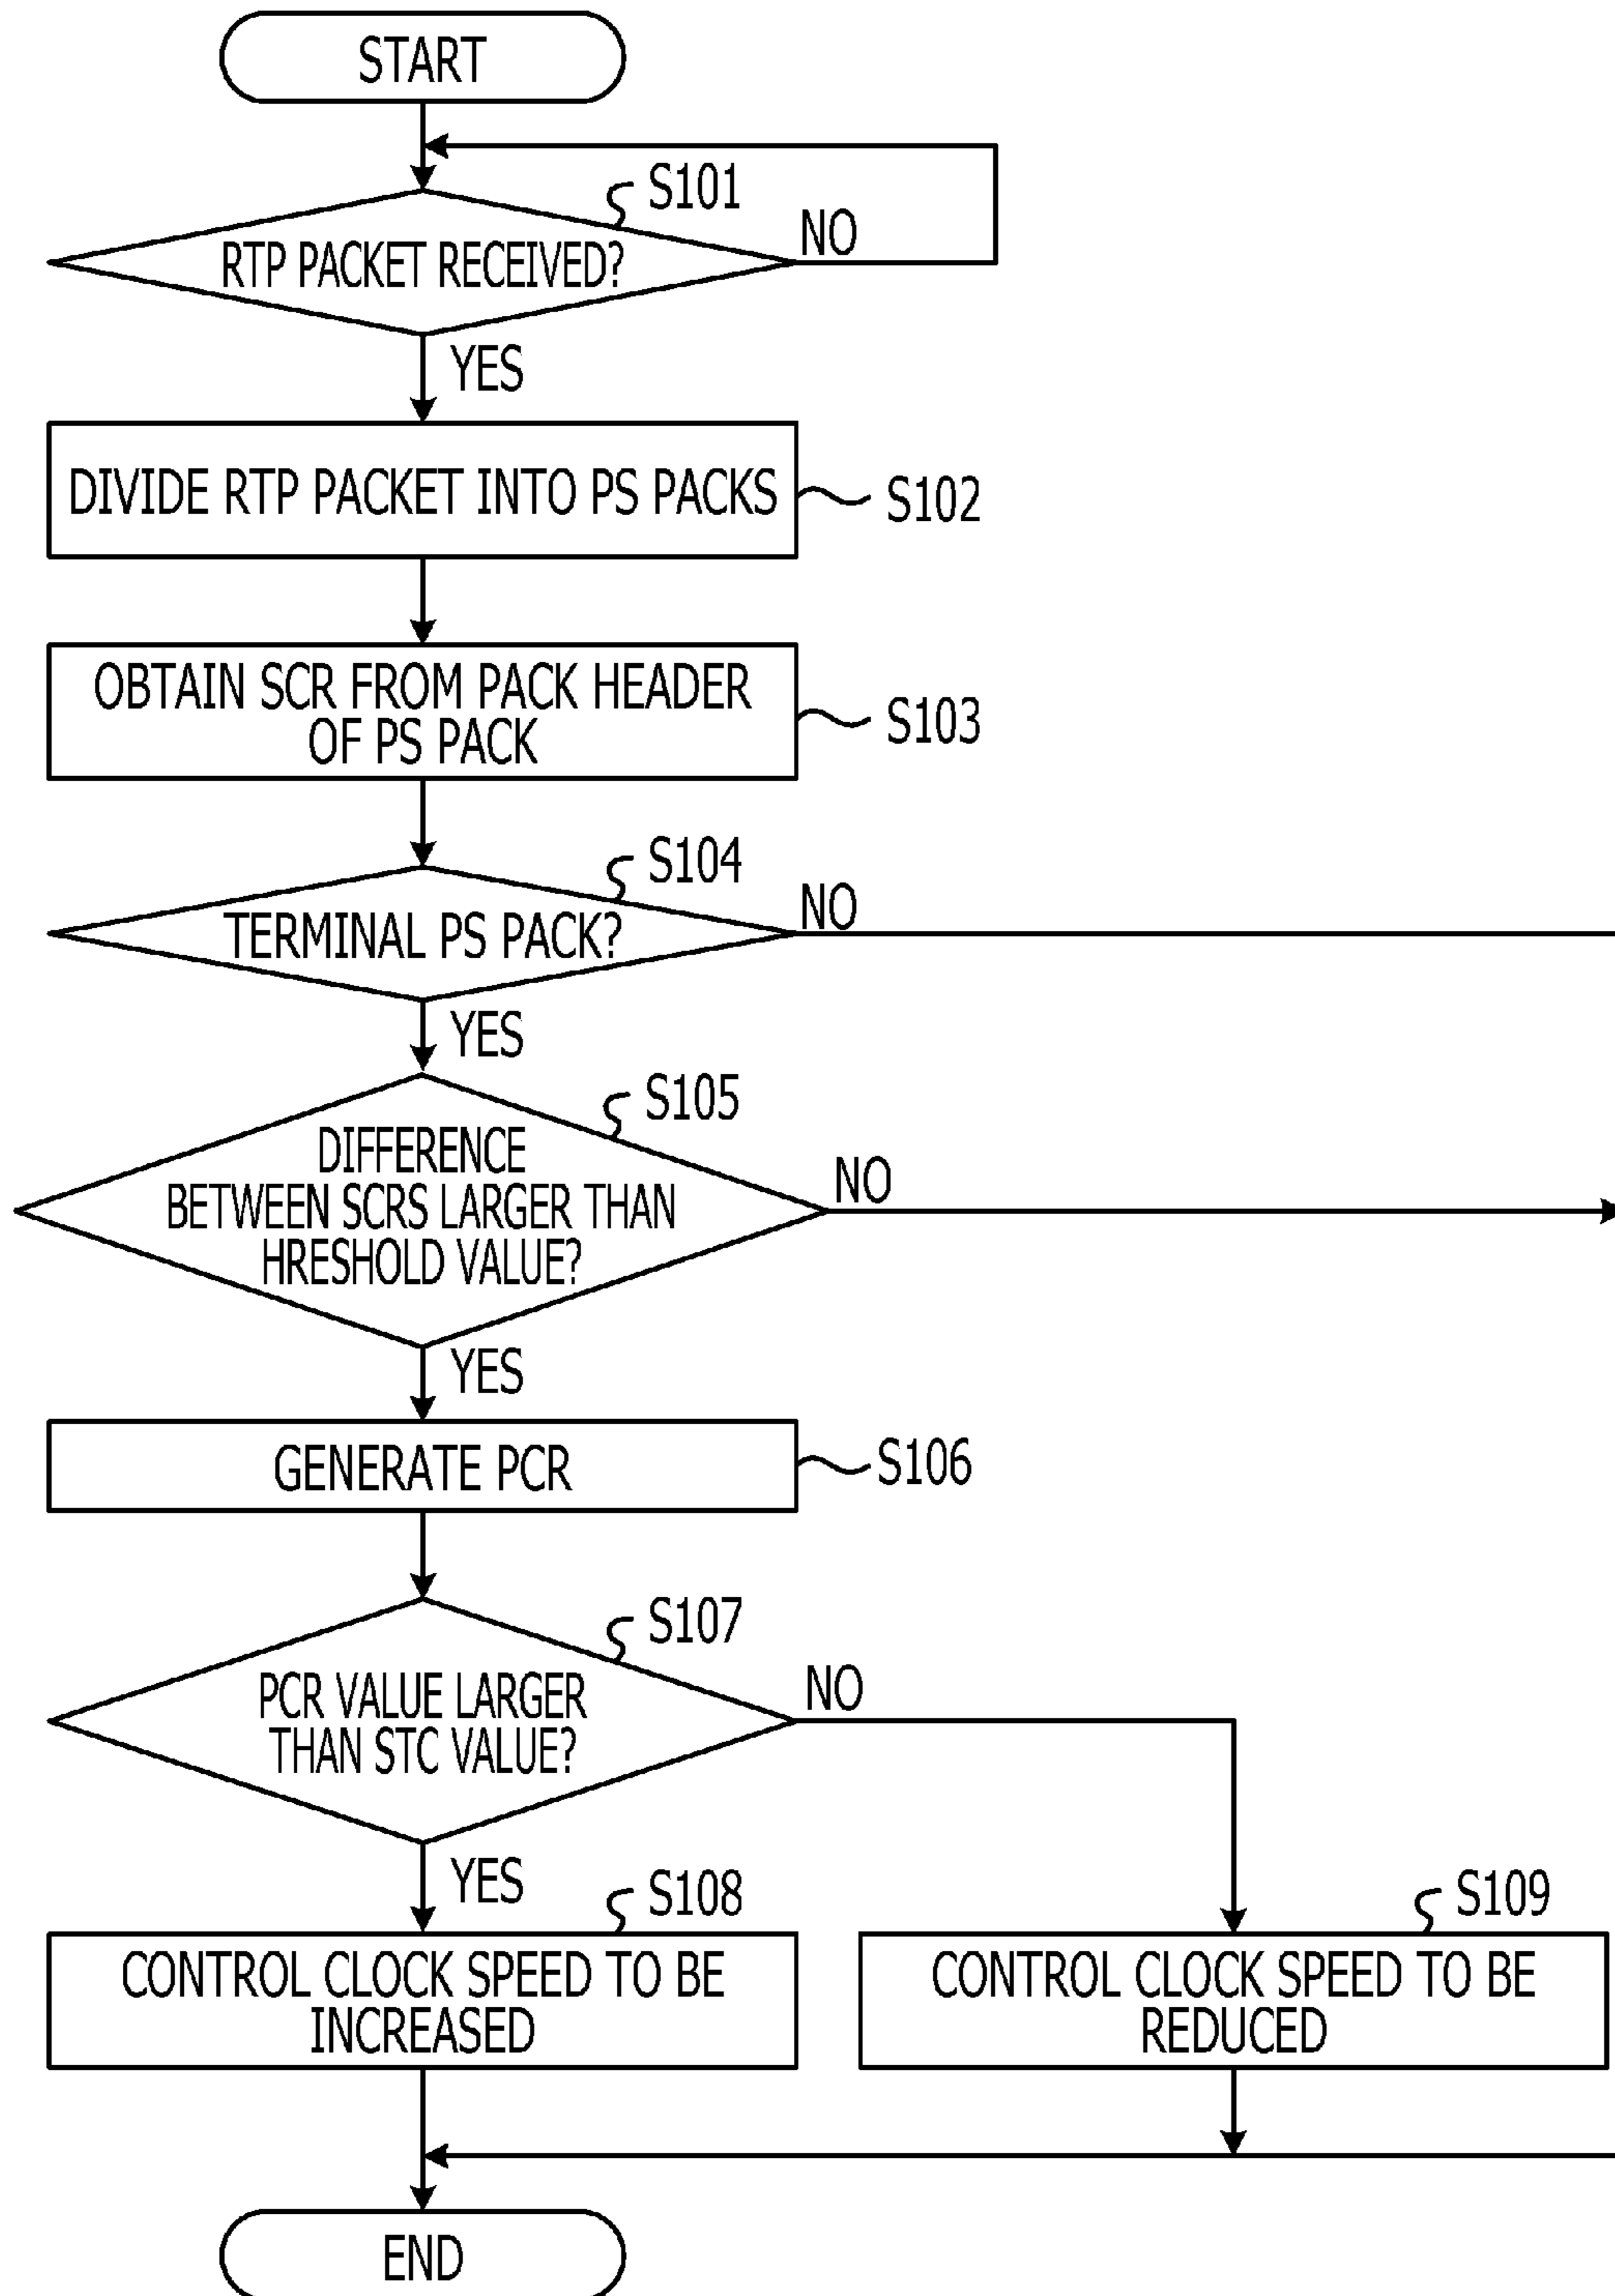 START
S101
RTP PACKET RECEIVED?
NO
YES
DIVIDE RTP PACKET INTO PS PACKS
S102
OBTAIN SCR FROM PACK HEADER
OF PS PACK
S103
S104
TERMINAL PS PACK?
NO
YES
S105
DIFFERENCE
BETWEEN SCRS LARGER THAN
HRESHOLD VALUE?
NO
YES
GENERATE PCR
S106
S107
PCR VALUE LARGER
THAN STC VALUE?
NO
YES
S108
CONTROL CLOCK SPEED TO BE
INCREASED
S109
CONTROL CLOCK SPEED TO BE
REDUCED
END